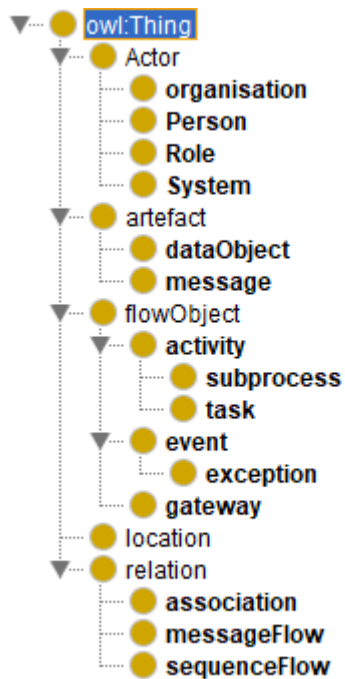 owl:Thing
Actor
organisation
Person
Role
System
artefact
dataObject
message
flowObject
activity
subprocess
task
event
exception
gateway
location
relation
association
messageFlow
sequenceFlow